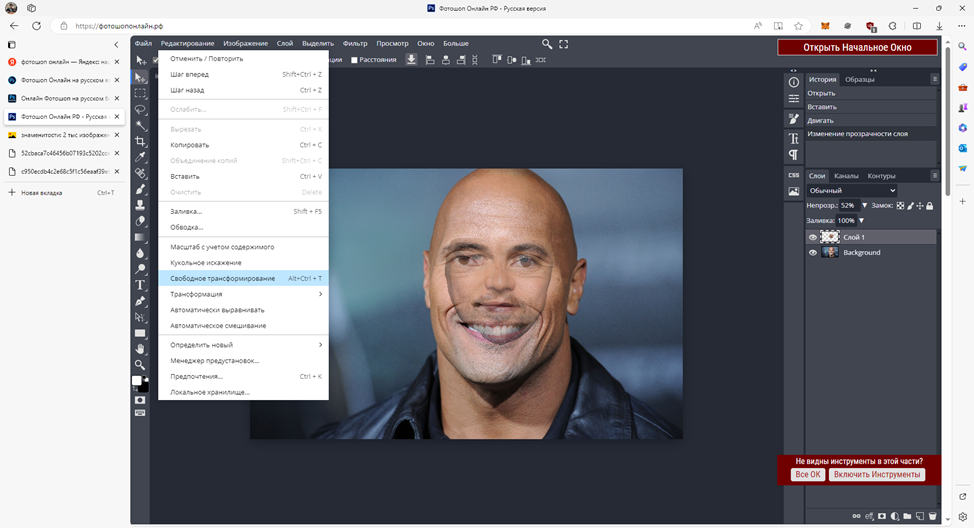 Фотошоп Онлайн РФ - Русская версия
https://фотошопонлайн.рф
фотошоп онлайн — Яндекс на
Фотошоп Онлайн на русском я
Онлайн Фотошоп на русском б
Фотошоп Онлайн РФ - Русская
знаменитости: 2 тыс изображен
Новая вкладка Ctrl+T
Файл Редактирование Изображение Слой Выделить Фильтр Просмотр Окно Больше
Расстояния
Отменить / Повторить
Шаг вперед Shift+Ctrl + Z
Шаг назад Ctrl + Z
Ослабить... Shift+Ctrl + F
Вырезать Ctrl + X
Копировать Ctrl + C
Объединение копий Shift+Ctrl + C
Вставить Ctrl + V
Очистить Delete
Заливка... Shift + F5
Обводка...
Масштаб с учетом содержимого
Кукольное искажение
Свободное трансформирование Alt+Ctrl + T
Трансформация
Автоматически выравнивать
Автоматическое смешивание
Определить новый
Менеджер предустановок...
Предпочтения... Ctrl + K
Локальное хранилище...
Открыть Начальное Окно
История Образцы
Открыть
Вставить
Двигать
Изменение прозрачности слоя
CSS
Слои Каналы Контуры
Обычный
Непрозр.: 52% Замок:
Заливка: 100%
Слой 1
Background
Не видны инструменты в этой части?
Все ОК Включить Инструменты